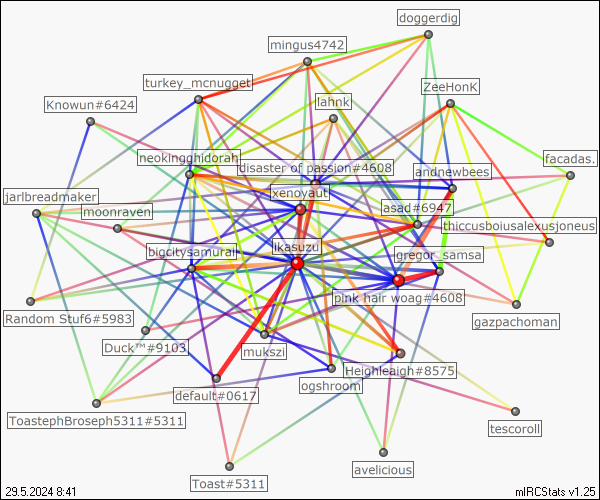 doggerdig
mingus4742
turkey_mcnugget
ZeeHonK
Knowun#6424
lahnk
neokingghidorah
disaster of passion#4608
facadas.
andnewbees
xenoyaut
jarlbreadmaker
moonraven
asad#6947
thiccusboiusalexusjoneus
bigcitysamurai
Ikasuzu
gregor_samsa
pink hair woag#4608
Random Stuf6#5983
gazpachoman
Duck™#9103
mukszi
Heighleaigh#8575
default#0617
ogshroom
ToastephBroseph5311#5311
tescoroll
avelicious
Toast#5311
29.5.2024 8:41
mIRCStats v1.25